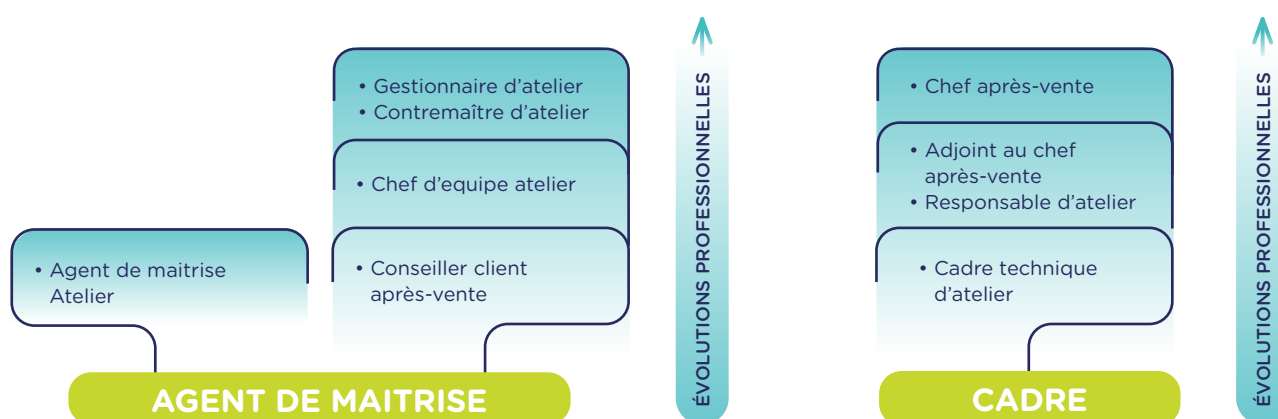 • Gestionnaire d'atelier
• Contremaître d'atelier
• Chef d'equipe atelier
• Agent de maitrise
Atelier
• Conseiller client
après-vente
AGENT DE MAITRISE
ÉVOLUTIONS PROFESSIONNELLES
• Chef après-vente
• Adjoint au chef
après-vente
• Responsable d'atelier
• Cadre technique
d'atelier
CADRE
ÉVOLUTIONS PROFESSIONNELLES